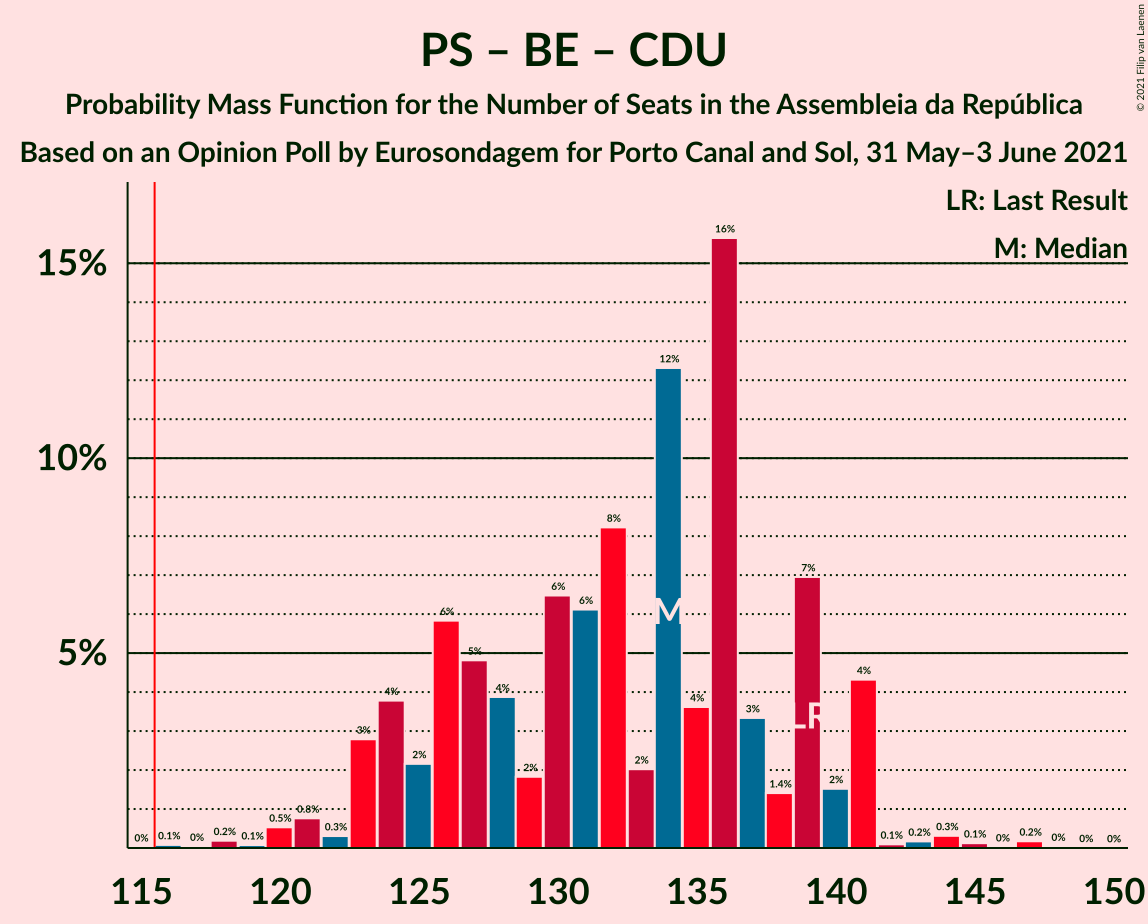 PS – BE – CDU
Probability Mass Function for the Number of Seats in the Assembleia da República
Based on an Opinion Poll by Eurosondagem for Porto Canal and Sol, 31 May–3 June 2021
© 2021 Filip van Laenen
LR: Last Result
M: Median
15%
10%
5%
0% 0.1% 0% 0.2% 0.1% 0.5% 0.8% 0.3% 3% 4% 2% 6% 5% 4% 2% 6% 6% 8% 2% 12% 4% 16% 3% 1.4% 7% 2% 4% 0.1% 0.2% 0.3% 0.1% 0% 0.2% 0% 0% 0%
M
LR
115 120 125 130 135 140 145 150